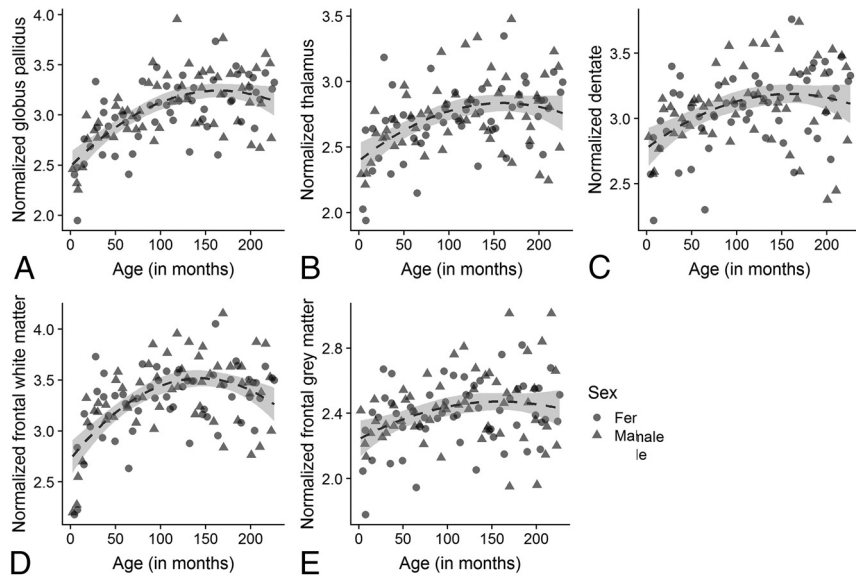 Normalized globus pallidus
4.0
3.5
3.0
2.5
2.0
0 50 100 150 200
A Age (in months)
Normalized thalamus
3.5
3.0
2.5
2.0
0 50 100 150 200
B Age (in months)
Normalized dentate
3.5
3.0
2.5
0 50 100 150 200
C Age (in months)
Normalized frontal white matter
4.0
3.5
3.0
2.5
0 50 100 150 200
D Age (in months)
Normalized frontal grey matter
2.8
2.4
2.0
0 50 100 150 200
E Age (in months)
Sex
Fer
Mahale
le